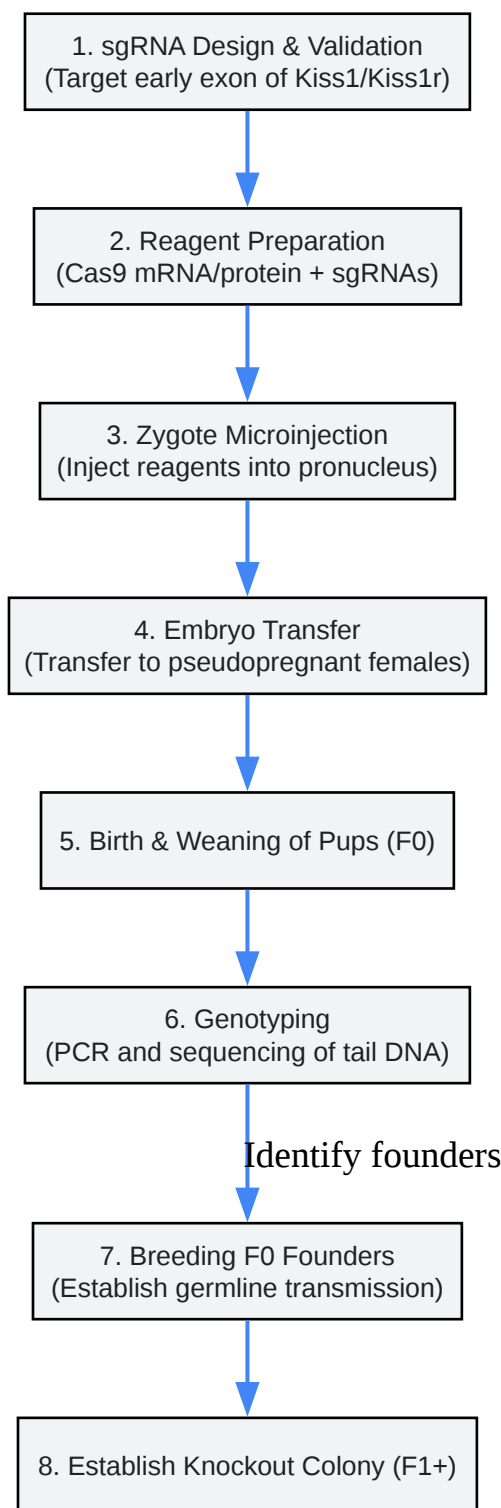 1. sgRNA Design & Validation
(Target early exon of Kiss1/Kiss1r)
2. Reagent Preparation
(Cas9 mRNA/protein + sgRNAs)
3. Zygote Microinjection
(Inject reagents into pronucleus)
4. Embryo Transfer
(Transfer to pseudopregnant females)
5. Birth & Weaning of Pups (F0)
6. Genotyping
(PCR and sequencing of tail DNA)
Identify founders
7. Breeding F0 Founders
(Establish germline transmission)
8. Establish Knockout Colony (F1+)